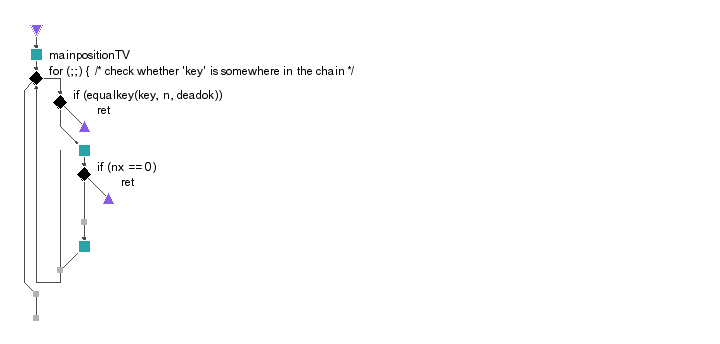 mainpositionTV
for (;;) { /* check whether 'key' is somewhere in the chain */
if (equalkey(key, n, deadok))
ret
if (nx == 0)
ret